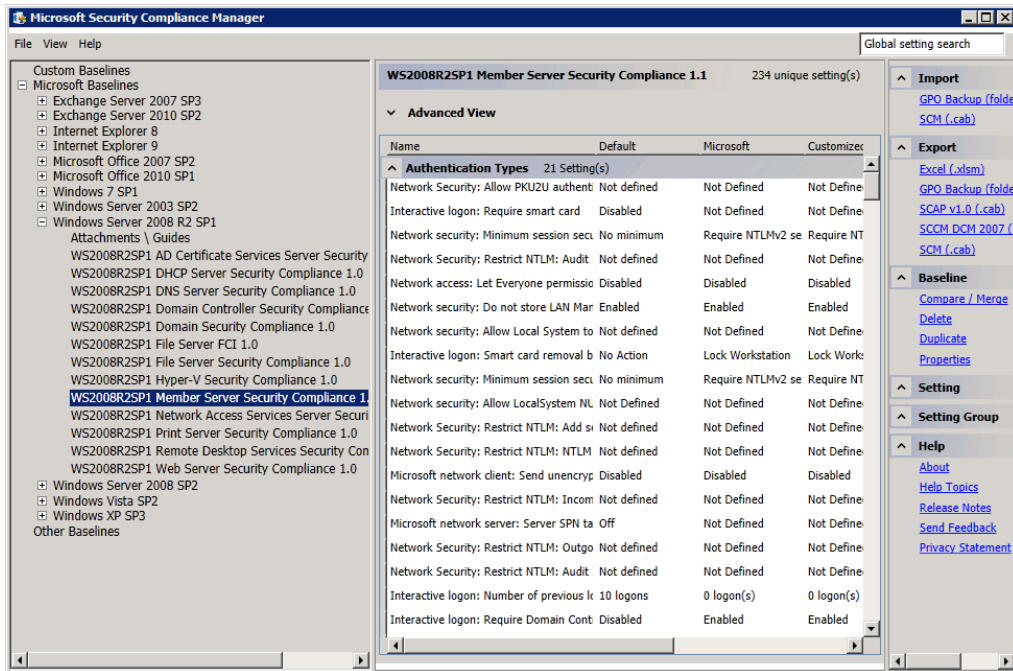 Microsoft Security Compliance Manager
File View Help
Global setting search
Custom Baselines
Microsoft Baselines
Exchange Server 2007 SP3
Exchange Server 2010 SP2
Internet Explorer 8
Internet Explorer 9
Microsoft Office 2007 SP2
Microsoft Office 2010 SP1
Windows 7 SP1
Windows Server 2003 SP2
Windows Server 2008 R2 SP1
Attachments \ Guides
WS2008R2SP1 AD Certificate Services Server Security
WS2008R2SP1 DHCP Server Security Compliance 1.0
WS2008R2SP1 DNS Server Security Compliance 1.0
WS2008R2SP1 Domain Controller Security Compliance
WS2008R2SP1 Domain Security Compliance 1.0
WS2008R2SP1 File Server FCI 1.0
WS2008R2SP1 File Server Security Compliance 1.0
WS2008R2SP1 Hyper-V Security Compliance 1.0
WS2008R2SP1 Member Server Security Compliance 1.
WS2008R2SP1 Network Access Services Server Securi
WS2008R2SP1 Print Server Security Compliance 1.0
WS2008R2SP1 Remote Desktop Services Security Con
WS2008R2SP1 Web Server Security Compliance 1.0
Windows Server 2008 SP2
Windows Vista SP2
Windows XP SP3
Other Baselines
WS2008R2SP1 Member Server Security Compliance 1.1 234 unique setting(s)
Advanced View
Name Default Microsoft Customized
Authentication Types 21 Setting(s)
Network Security: Allow PKU2U authenti Not defined Not Defined Not Define
Interactive logon: Require smart card Disabled Not Defined Not Define
Network security: Minimum session secu No minimum Require NTLMv2 se Require NT
Network Security: Restrict NTLM: Audit Not defined Not Defined Not Define
Network access: Let Everyone permissio Disabled Disabled Disabled
Network security: Do not store LAN Mar Enabled Enabled Enabled
Network security: Allow Local System to Not defined Not Defined Not Define
Interactive logon: Smart card removal b No Action Lock Workstation Lock Works
Network security: Minimum session secu No minimum Require NTLMv2 se Require NT
Network security: Allow LocalSystem NU Not Defined Not Defined Not Define
Network Security: Restrict NTLM: Add se Not defined Not Defined Not Define
Network Security: Restrict NTLM: NTLM Not defined Not Defined Not Define
Microsoft network client: Send unencryp Disabled Disabled Disabled
Network Security: Restrict NTLM: Incom Not defined Not Defined Not Define
Microsoft network server: Server SPN ta Off Not Defined Not Define
Network Security: Restrict NTLM: Outgo Not defined Not Defined Not Define
Network Security: Restrict NTLM: Audit Not defined Not Defined Not Define
Interactive logon: Number of previous lo 10 logons 0 logon(s) 0 logon(s)
Interactive logon: Require Domain Conti Disabled Enabled Enabled
Import
GPO Backup (folde
SCM (.cab)
Export
Excel (.xlsm)
GPO Backup (folde
SCAP v1.0 (.cab)
SCCM DCM 2007 (.
SCM (.cab)
Baseline
Compare / Merge
Delete
Duplicate
Properties
Setting
Setting Group
Help
About
Help Topics
Release Notes
Send Feedback
Privacy Statement